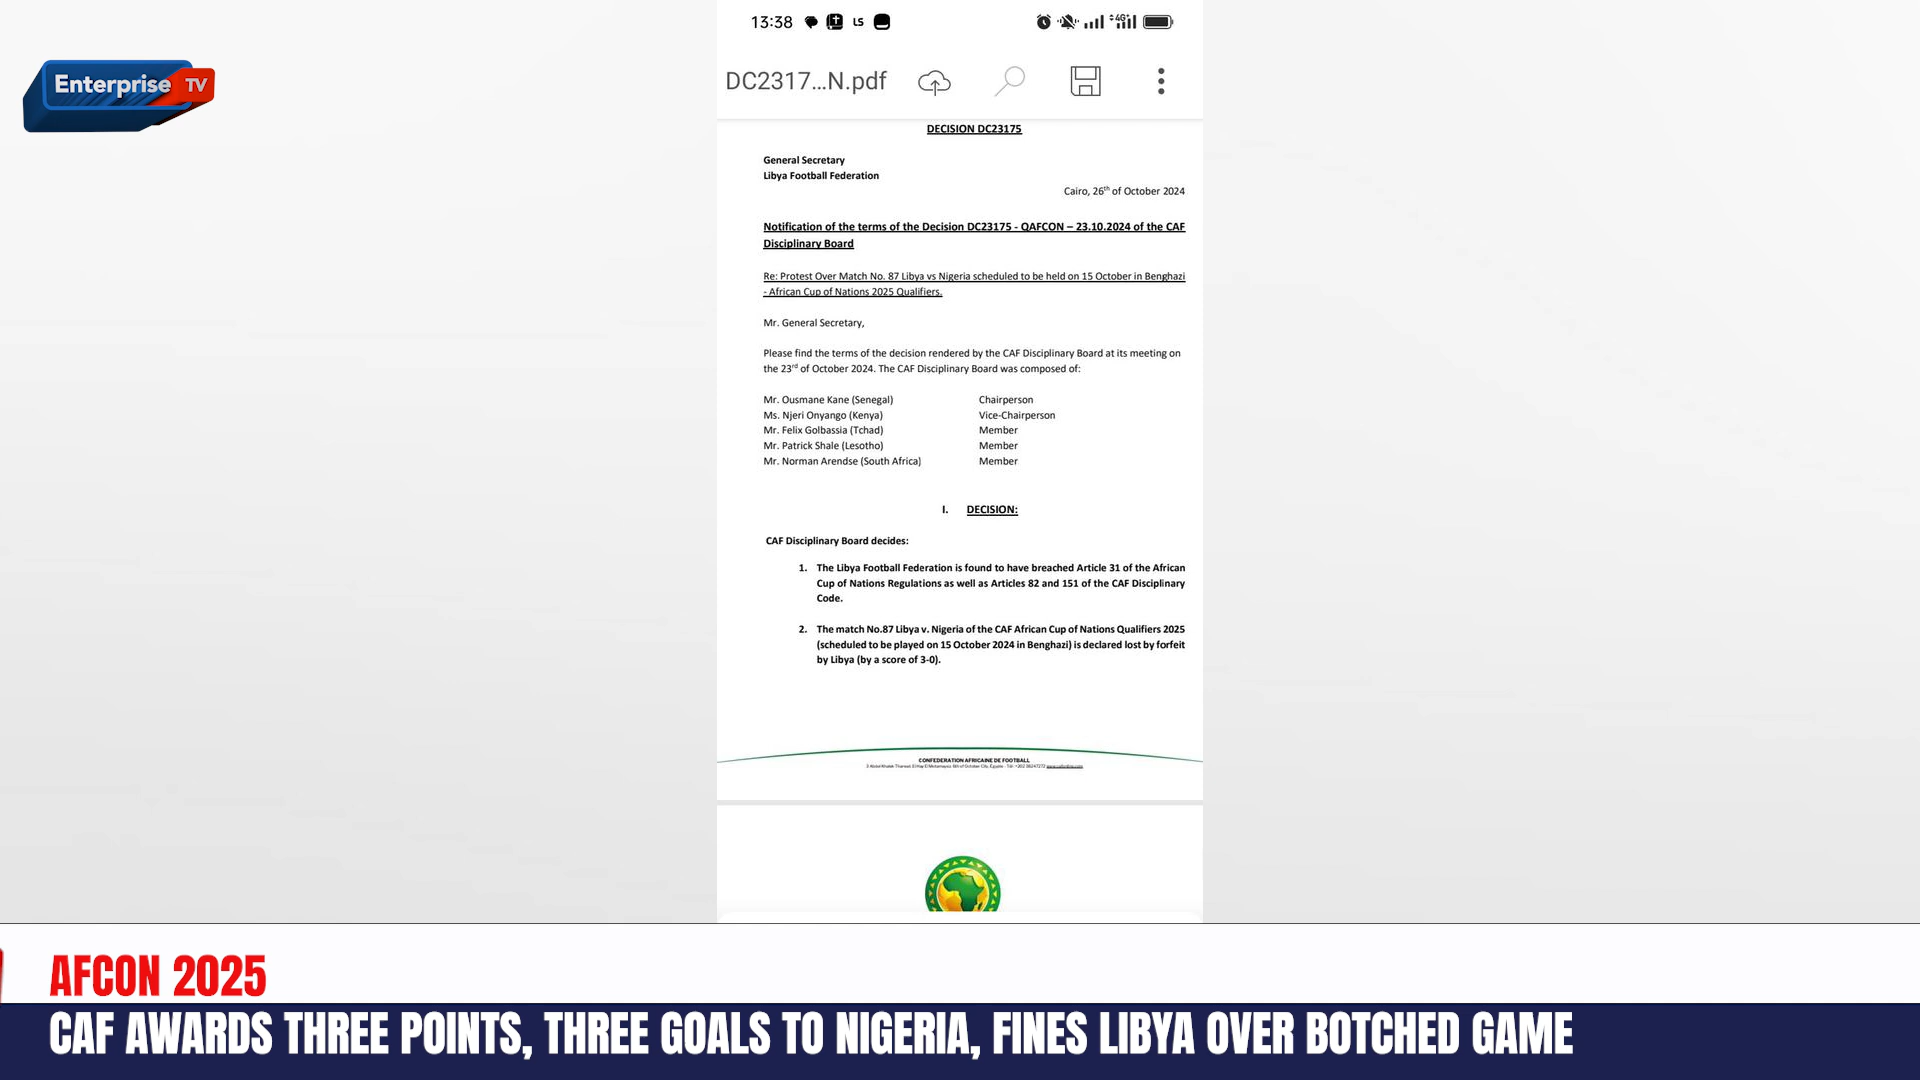 13:38 LS 4G
Enterprise TV
DC2317...N.pdf
DECISION DC23175
General Secretary
Libya Football Federation
Cairo, 26th of October 2024
Notification of the terms of the Decision DC23175 - QAFCON – 23.10.2024 of the CAF
Disciplinary Board
Re: Protest Over Match No. 87 Libya vs Nigeria scheduled to be held on 15 October in Benghazi
- African Cup of Nations 2025 Qualifiers.
Mr. General Secretary,
Please find the terms of the decision rendered by the CAF Disciplinary Board at its meeting on
the 23rd of October 2024. The CAF Disciplinary Board was composed of:
Mr. Ousmane Kane (Senegal) Chairperson
Ms. Njeri Onyango (Kenya) Vice-Chairperson
Mr. Felix Golbassia (Tchad) Member
Mr. Patrick Shale (Lesotho) Member
Mr. Norman Arendse (South Africa) Member
I. DECISION:
CAF Disciplinary Board decides:
1. The Libya Football Federation is found to have breached Article 31 of the African
Cup of Nations Regulations as well as Articles 82 and 151 of the CAF Disciplinary
Code.
2. The match No.87 Libya v. Nigeria of the CAF African Cup of Nations Qualifiers 2025
(scheduled to be played on 15 October 2024 in Benghazi) is declared lost by forfeit
by Libya (by a score of 3-0).
CONFEDERATION AFRICAINE DE FOOTBALL
AFCON 2025
CAF AWARDS THREE POINTS, THREE GOALS TO NIGERIA, FINES LIBYA OVER BOTCHED GAME